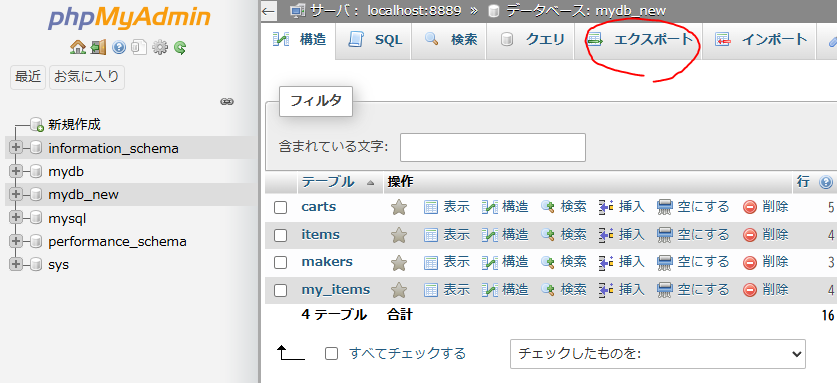 phpMyAdmin
最近 お気に入り
新規作成
information_schema
mydb
mydb_new
mysql
performance_schema
sys
サーバ: localhost:8889 » データベース: mydb_new
構造 SQL 検索 クエリ エクスポート インポート
フィルタ
含まれている文字:
テーブル 操作 行
carts 表示 構造 検索 挿入 空にする 削除 5
items 表示 構造 検索 挿入 空にする 削除 4
makers 表示 構造 検索 挿入 空にする 削除 3
my_items 表示 構造 検索 挿入 空にする 削除 4
4 テーブル 合計 16
すべてチェックする チェックしたものを: